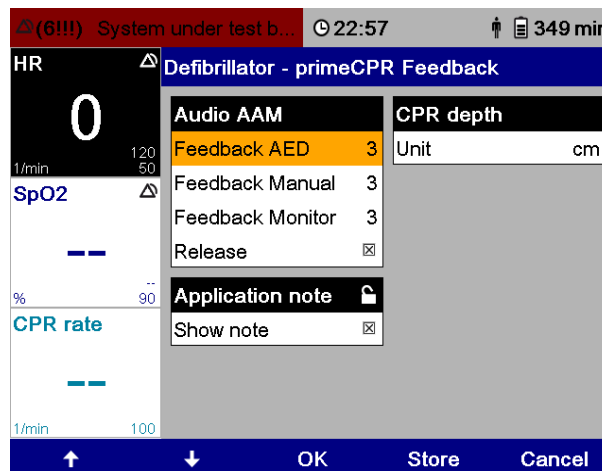 (6!!!) System under test b... 22:57 349 min
HR
0
120
1/min 50
SpO2
--
--
% 90
CPR rate
--
1/min 100
Defibrillator - primeCPR Feedback
Audio AAM
Feedback AED 3
Feedback Manual 3
Feedback Monitor 3
Release
Application note
Show note
CPR depth
Unit cm
OK Store Cancel